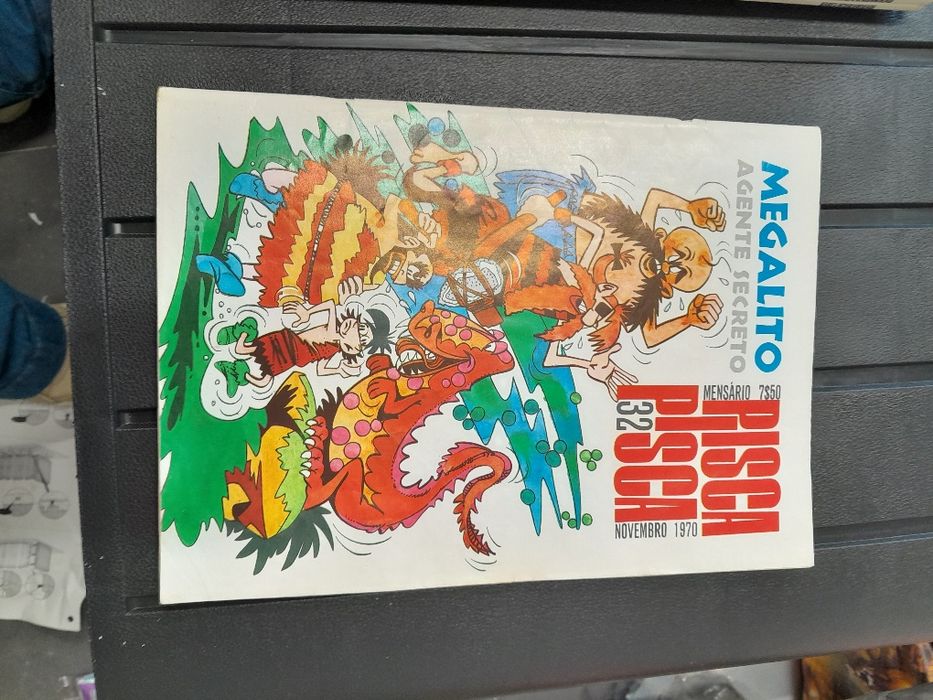 MEGALITO
AGENTE SECRETO
MENSÁRIO 7$50
PISCA
PISCA
32
NOVEMBRO 1970